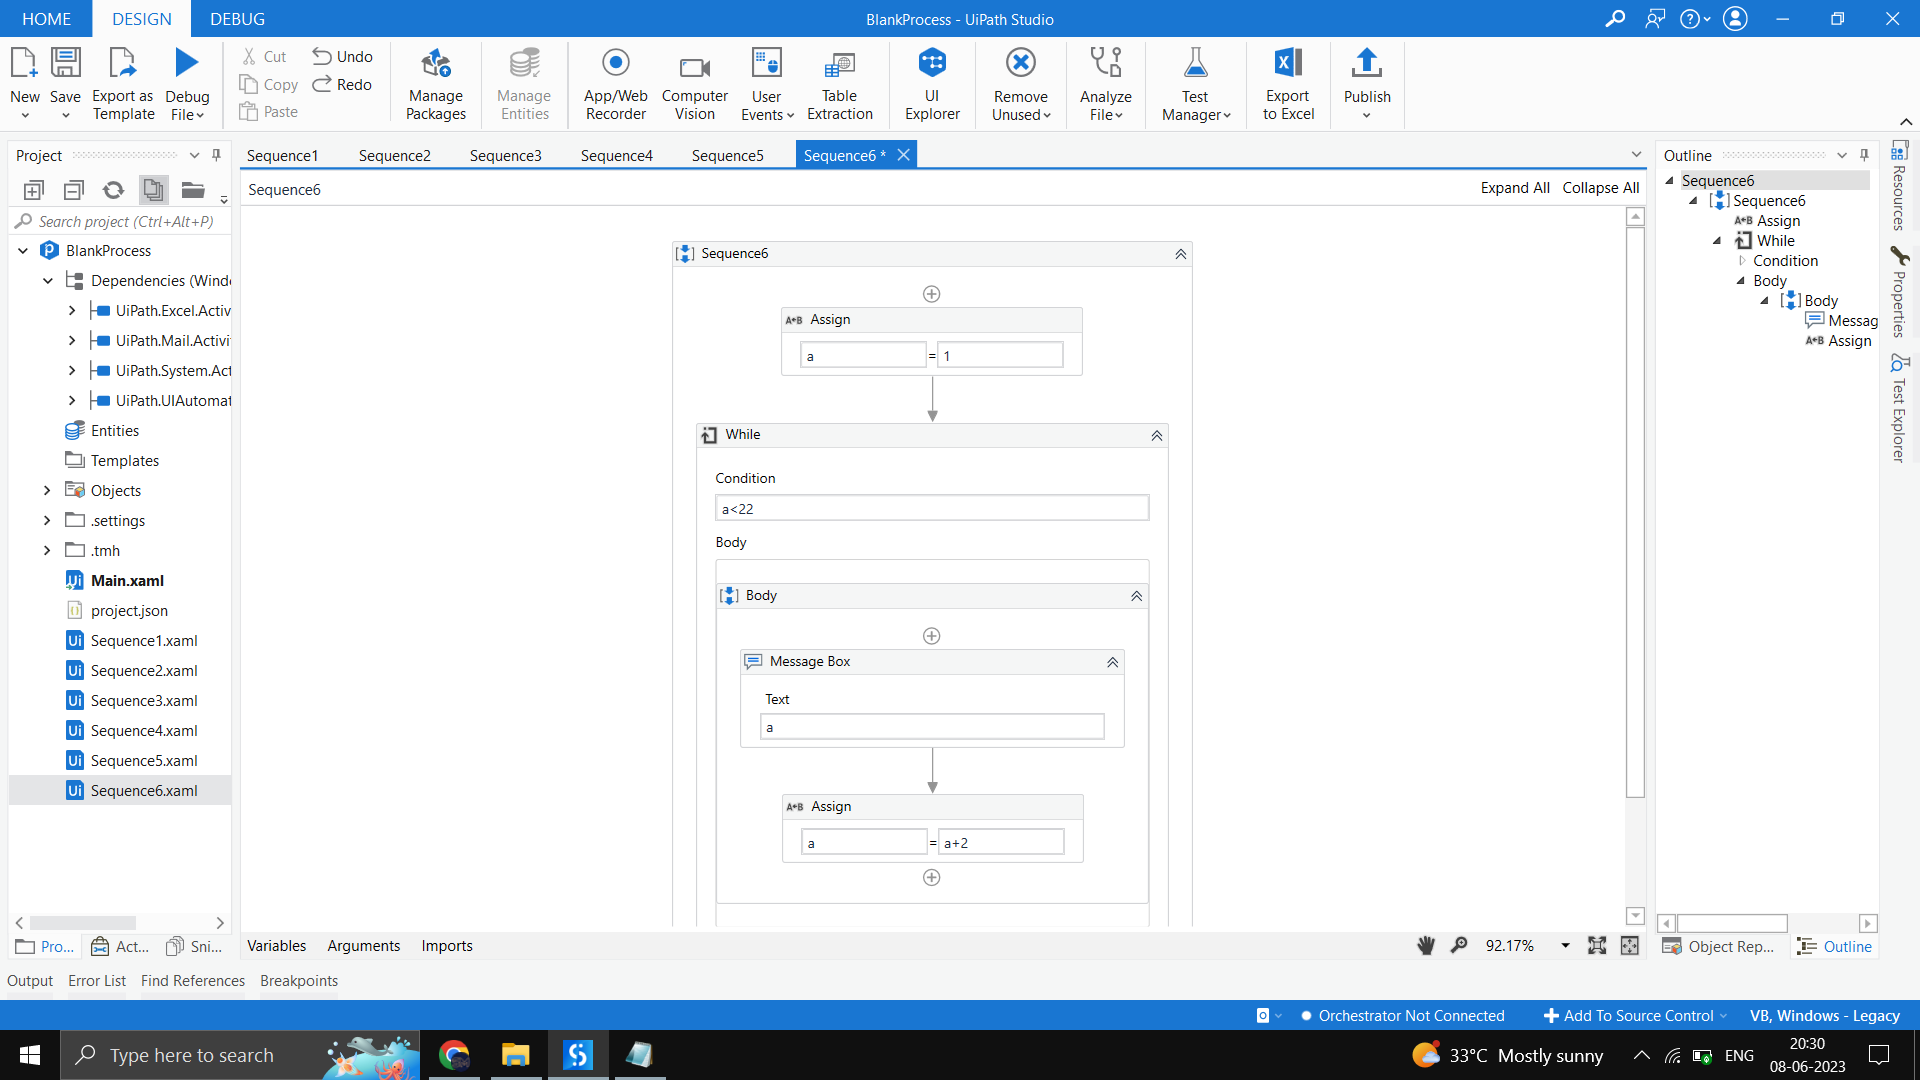 HOME DESIGN DEBUG BlankProcess - UiPath Studio
New Save Export as Template Debug File Cut Copy Paste Undo Redo Manage Packages Manage Entities App/Web Recorder Computer Vision User Events Table Extraction UI Explorer Remove Unused Analyze File Test Manager Export to Excel Publish
Project
Search project (Ctrl+Alt+P)
BlankProcess
Dependencies (Wind
UiPath.Excel.Activ
UiPath.Mail.Activi
UiPath.System.Act
UiPath.UIAutomat
Entities
Templates
Objects
.settings
.tmh
Main.xaml
project.json
Sequence1.xaml
Sequence2.xaml
Sequence3.xaml
Sequence4.xaml
Sequence5.xaml
Sequence6.xaml
Pro... Act... Sni...
Sequence1 Sequence2 Sequence3 Sequence4 Sequence5 Sequence6 *
Sequence6 Expand All Collapse All
Sequence6
A←B Assign
a = 1
While
Condition
a<22
Body
Body
Message Box
Text
a
A←B Assign
a = a+2
Variables Arguments Imports 92.17%
Outline
Sequence6
Sequence6
A←B Assign
While
Condition
Body
Body
Messag
A←B Assign
Object Rep... Outline
Resources
Properties
Test Explorer
Output Error List Find References Breakpoints
Orchestrator Not Connected Add To Source Control VB, Windows - Legacy
Type here to search 33°C Mostly sunny ENG 20:30
08-06-2023